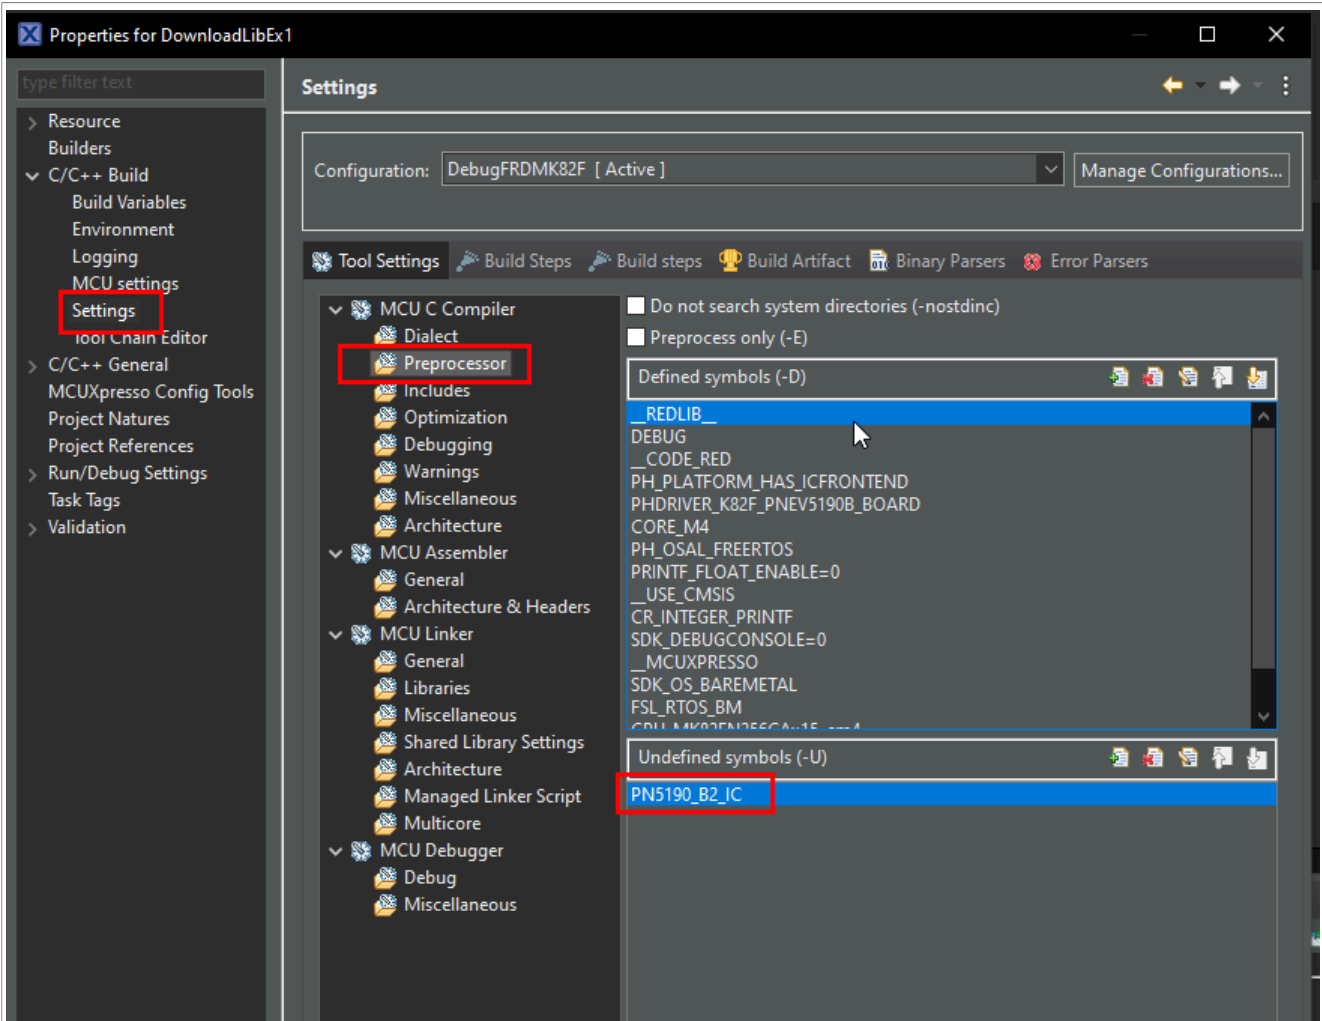 Properties for DownloadLibEx1
type filter text
Resource
Builders
C/C++ Build
Build Variables
Environment
Logging
MCU settings
Settings
Tool Chain Editor
C/C++ General
MCUXpresso Config Tools
Project Natures
Project References
Run/Debug Settings
Task Tags
Validation
Settings
Configuration: DebugFRDMK82F [ Active ] Manage Configurations...
Tool Settings Build Steps Build steps Build Artifact Binary Parsers Error Parsers
MCU C Compiler
Dialect
Preprocessor
Includes
Optimization
Debugging
Warnings
Miscellaneous
Architecture
MCU Assembler
General
Architecture & Headers
MCU Linker
General
Libraries
Miscellaneous
Shared Library Settings
Architecture
Managed Linker Script
Multicore
MCU Debugger
Debug
Miscellaneous
Do not search system directories (-nostdinc)
Preprocess only (-E)
Defined symbols (-D)
__REDLIB__
DEBUG
__CODE_RED
PH_PLATFORM_HAS_ICFRONTEND
PHDRIVER_K82F_PNEV5190B_BOARD
CORE_M4
PH_OSAL_FREERTOS
PRINTF_FLOAT_ENABLE=0
__USE_CMSIS
CR_INTEGER_PRINTF
SDK_DEBUGCONSOLE=0
__MCUXPRESSO
SDK_OS_BAREMETAL
FSL_RTOS_BM
Undefined symbols (-U)
PN5190_B2_IC